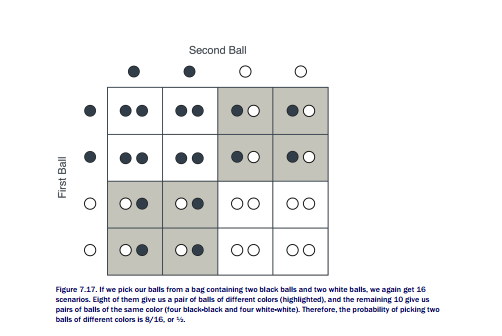 Second Ball
First Ball
Figure 7.17. If we pick our balls from a bag containing two black balls and two white balls, we again get 16
scenarios. Eight of them give us a pair of balls of different colors (highlighted), and the remaining 10 give us
pairs of balls of the same color (four black•black and four white•white). Therefore, the probability of picking two
balls of different colors is 8/16, or ½.